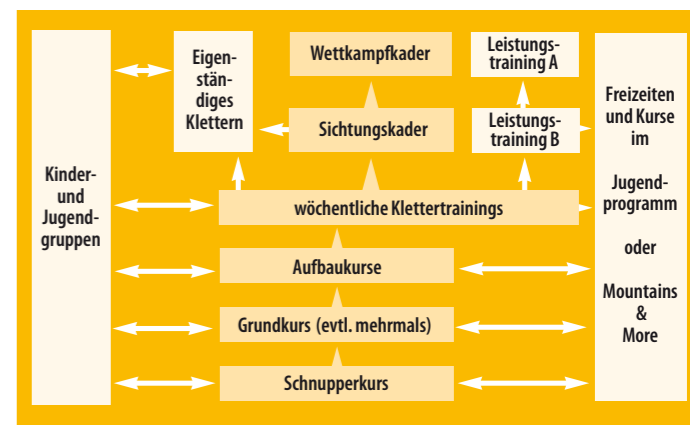 Kinder-
und
Jugend-
gruppen
Eigen-
stän-
diges
Klettern
Wettkampfkader
Sichtungskader
wöchentliche Klettertrainings
Aufbaukurse
Grundkurs (evtl. mehrmals)
Schnupperkurs
Leistungs-
training A
Leistungs-
training B
Freizeiten
und Kurse
im
Jugend-
programm
oder
Mountains
&
More